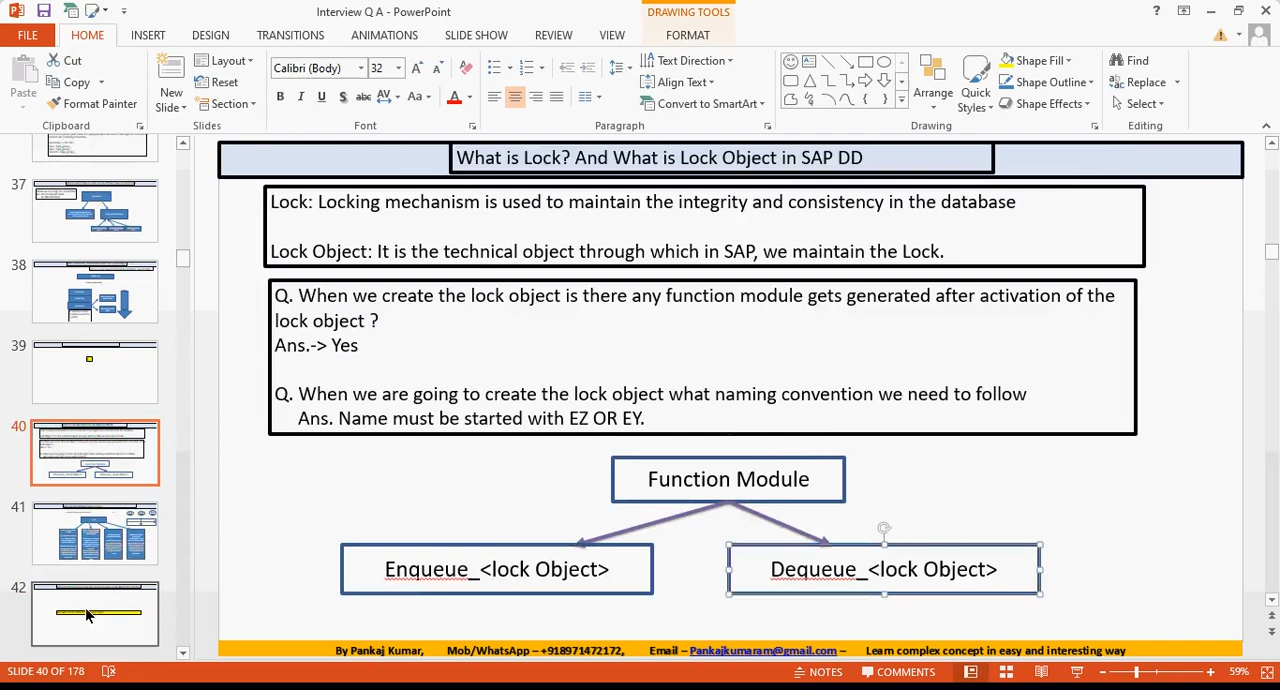 Interview Q A - PowerPoint
DRAWING TOOLS
?
FILE
HOME
INSERT
DESIGN
TRANSITIONS
ANIMATIONS
SLIDE SHOW
REVIEW
VIEW
FORMAT
Paste
Cut
Copy
Format Painter
Clipboard
New Slide
Layout
Reset
Section
Slides
Calibri (Body)
32
B I U S abc AV Aa A
Font
Text Direction
Align Text
Convert to SmartArt
Paragraph
Arrange
Quick Styles
Shape Fill
Shape Outline
Shape Effects
Drawing
Find
Replace
Select
Editing
37
38
39
40
41
42
What is Lock? And What is Lock Object in SAP DD
Lock: Locking mechanism is used to maintain the integrity and consistency in the database
Lock Object: It is the technical object through which in SAP, we maintain the Lock.
Q. When we create the lock object is there any function module gets generated after activation of the
lock object ?
Ans.-> Yes
Q. When we are going to create the lock object what naming convention we need to follow
Ans. Name must be started with EZ OR EY.
Function Module
Enqueue_<lock Object>
Dequeue_<lock Object>
By Pankaj Kumar, Mob/WhatsApp – +918971472172, Email – Pankajkumaram@gmail.com – Learn complex concept in easy and interesting way
SLIDE 40 OF 178
NOTES
COMMENTS
59%